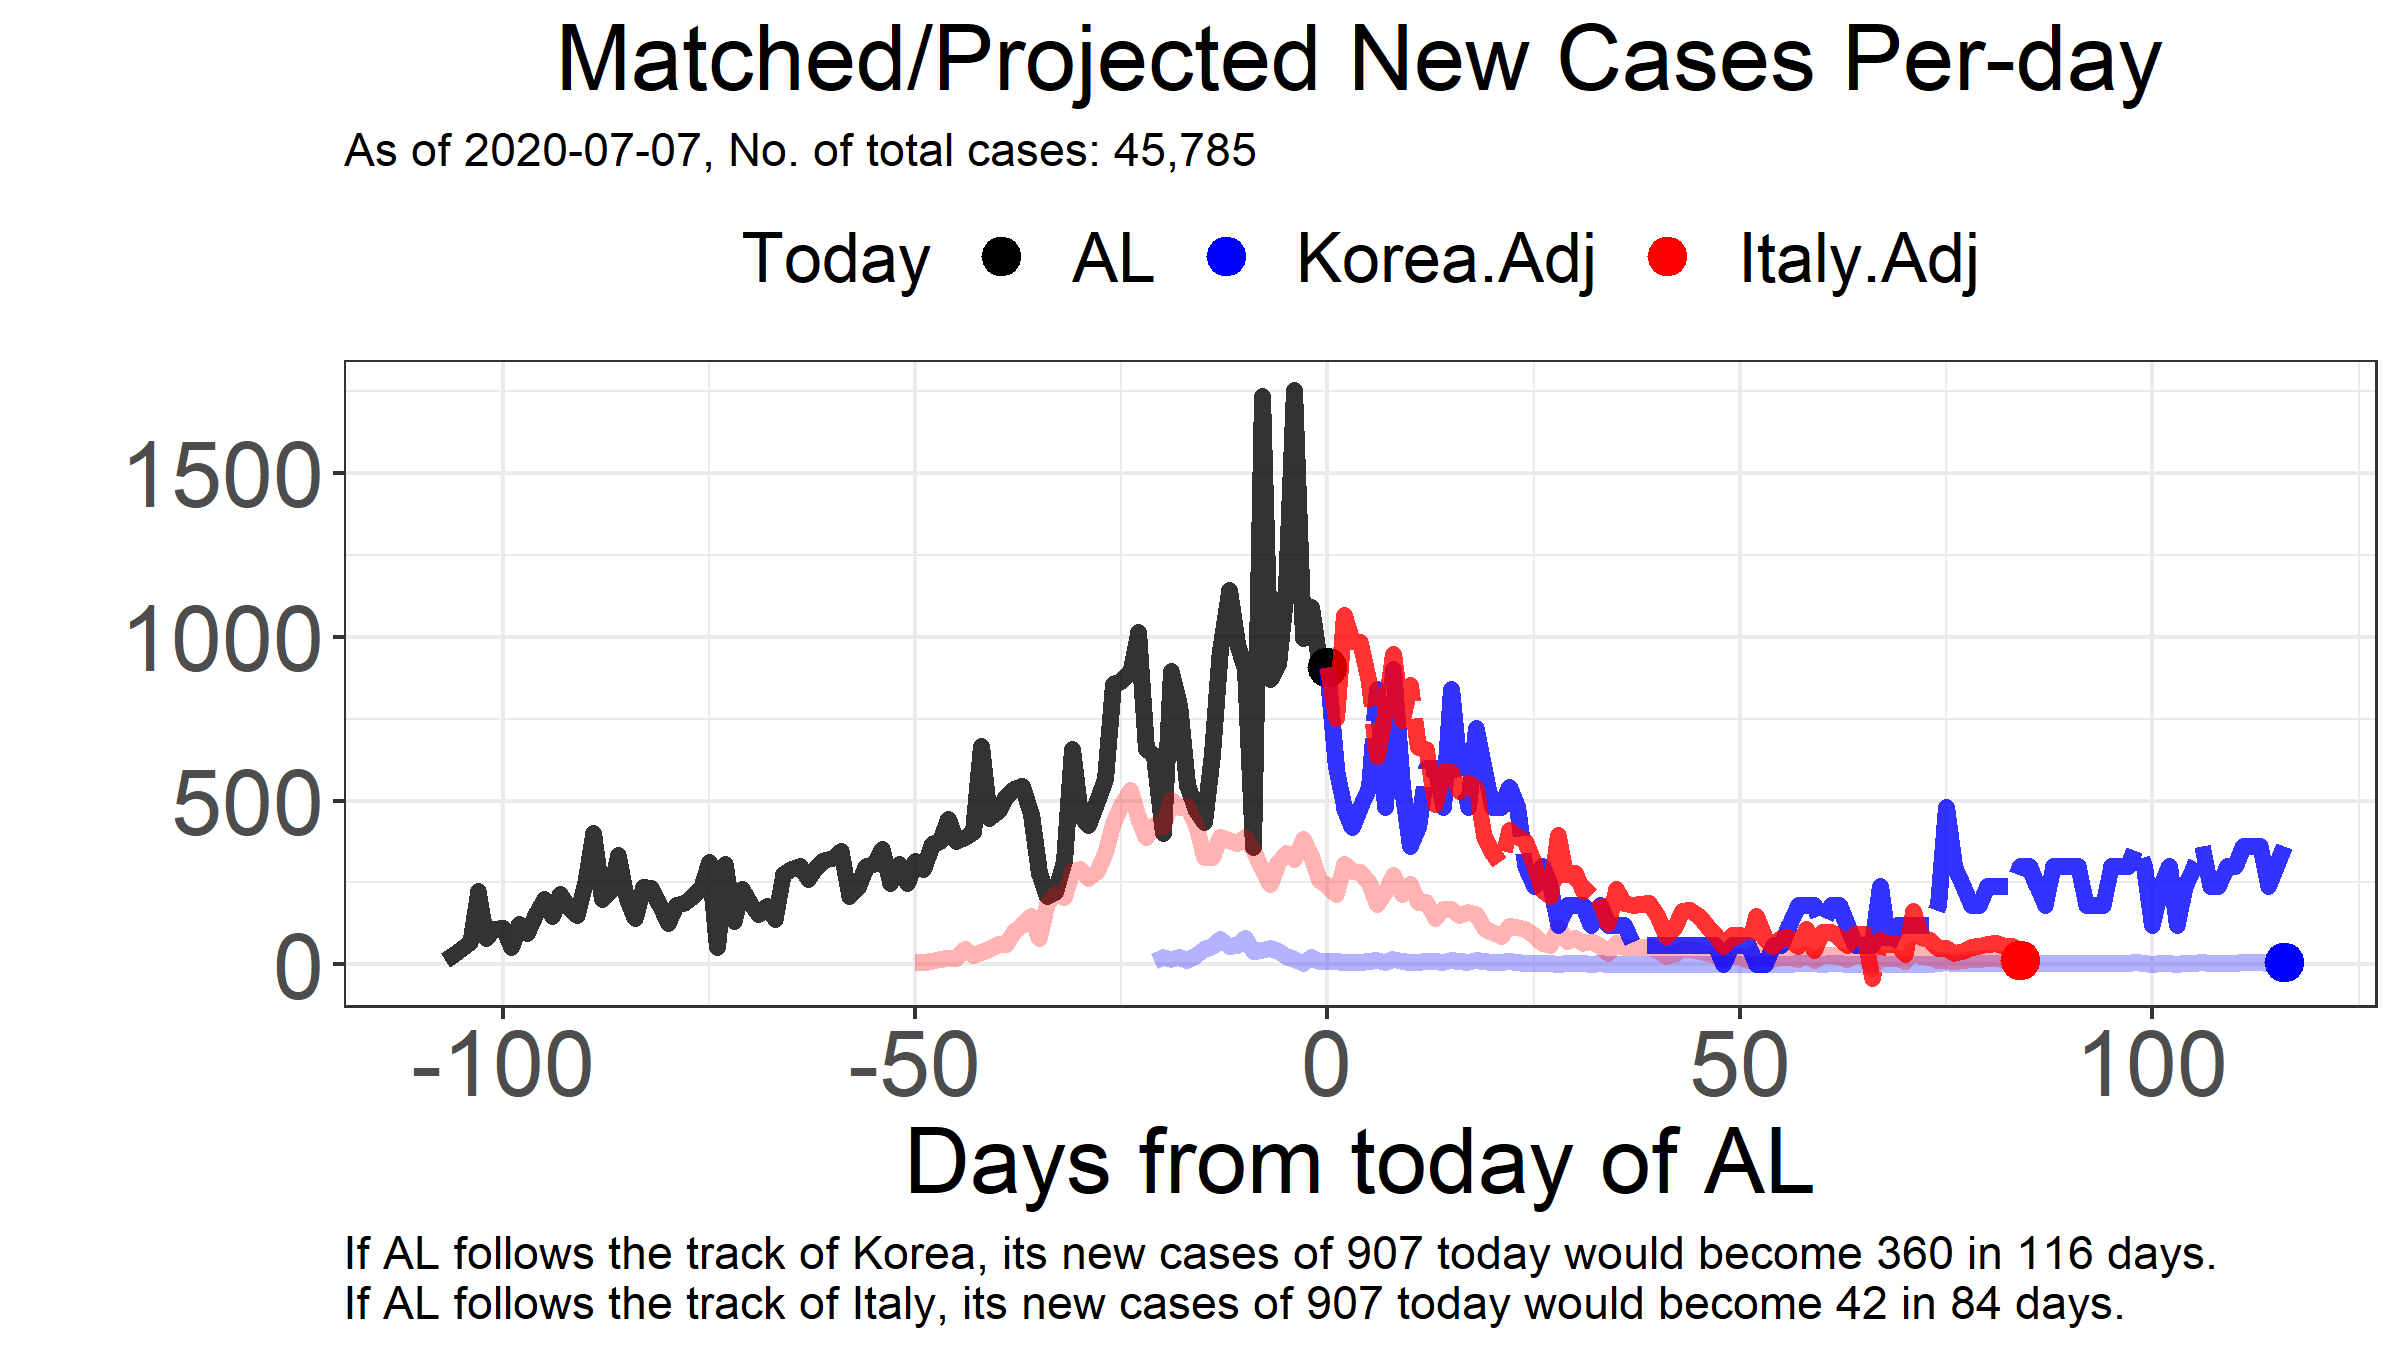 Matched/Projected New Cases Per-day
As of 2020-07-07, No. of total cases: 45,785
Today AL Korea.Adj Italy.Adj
1500
1000
500
0
-100 -50 0 50 100
Days from today of AL
If AL follows the track of Korea, its new cases of 907 today would become 360 in 116 days.
If AL follows the track of Italy, its new cases of 907 today would become 42 in 84 days.